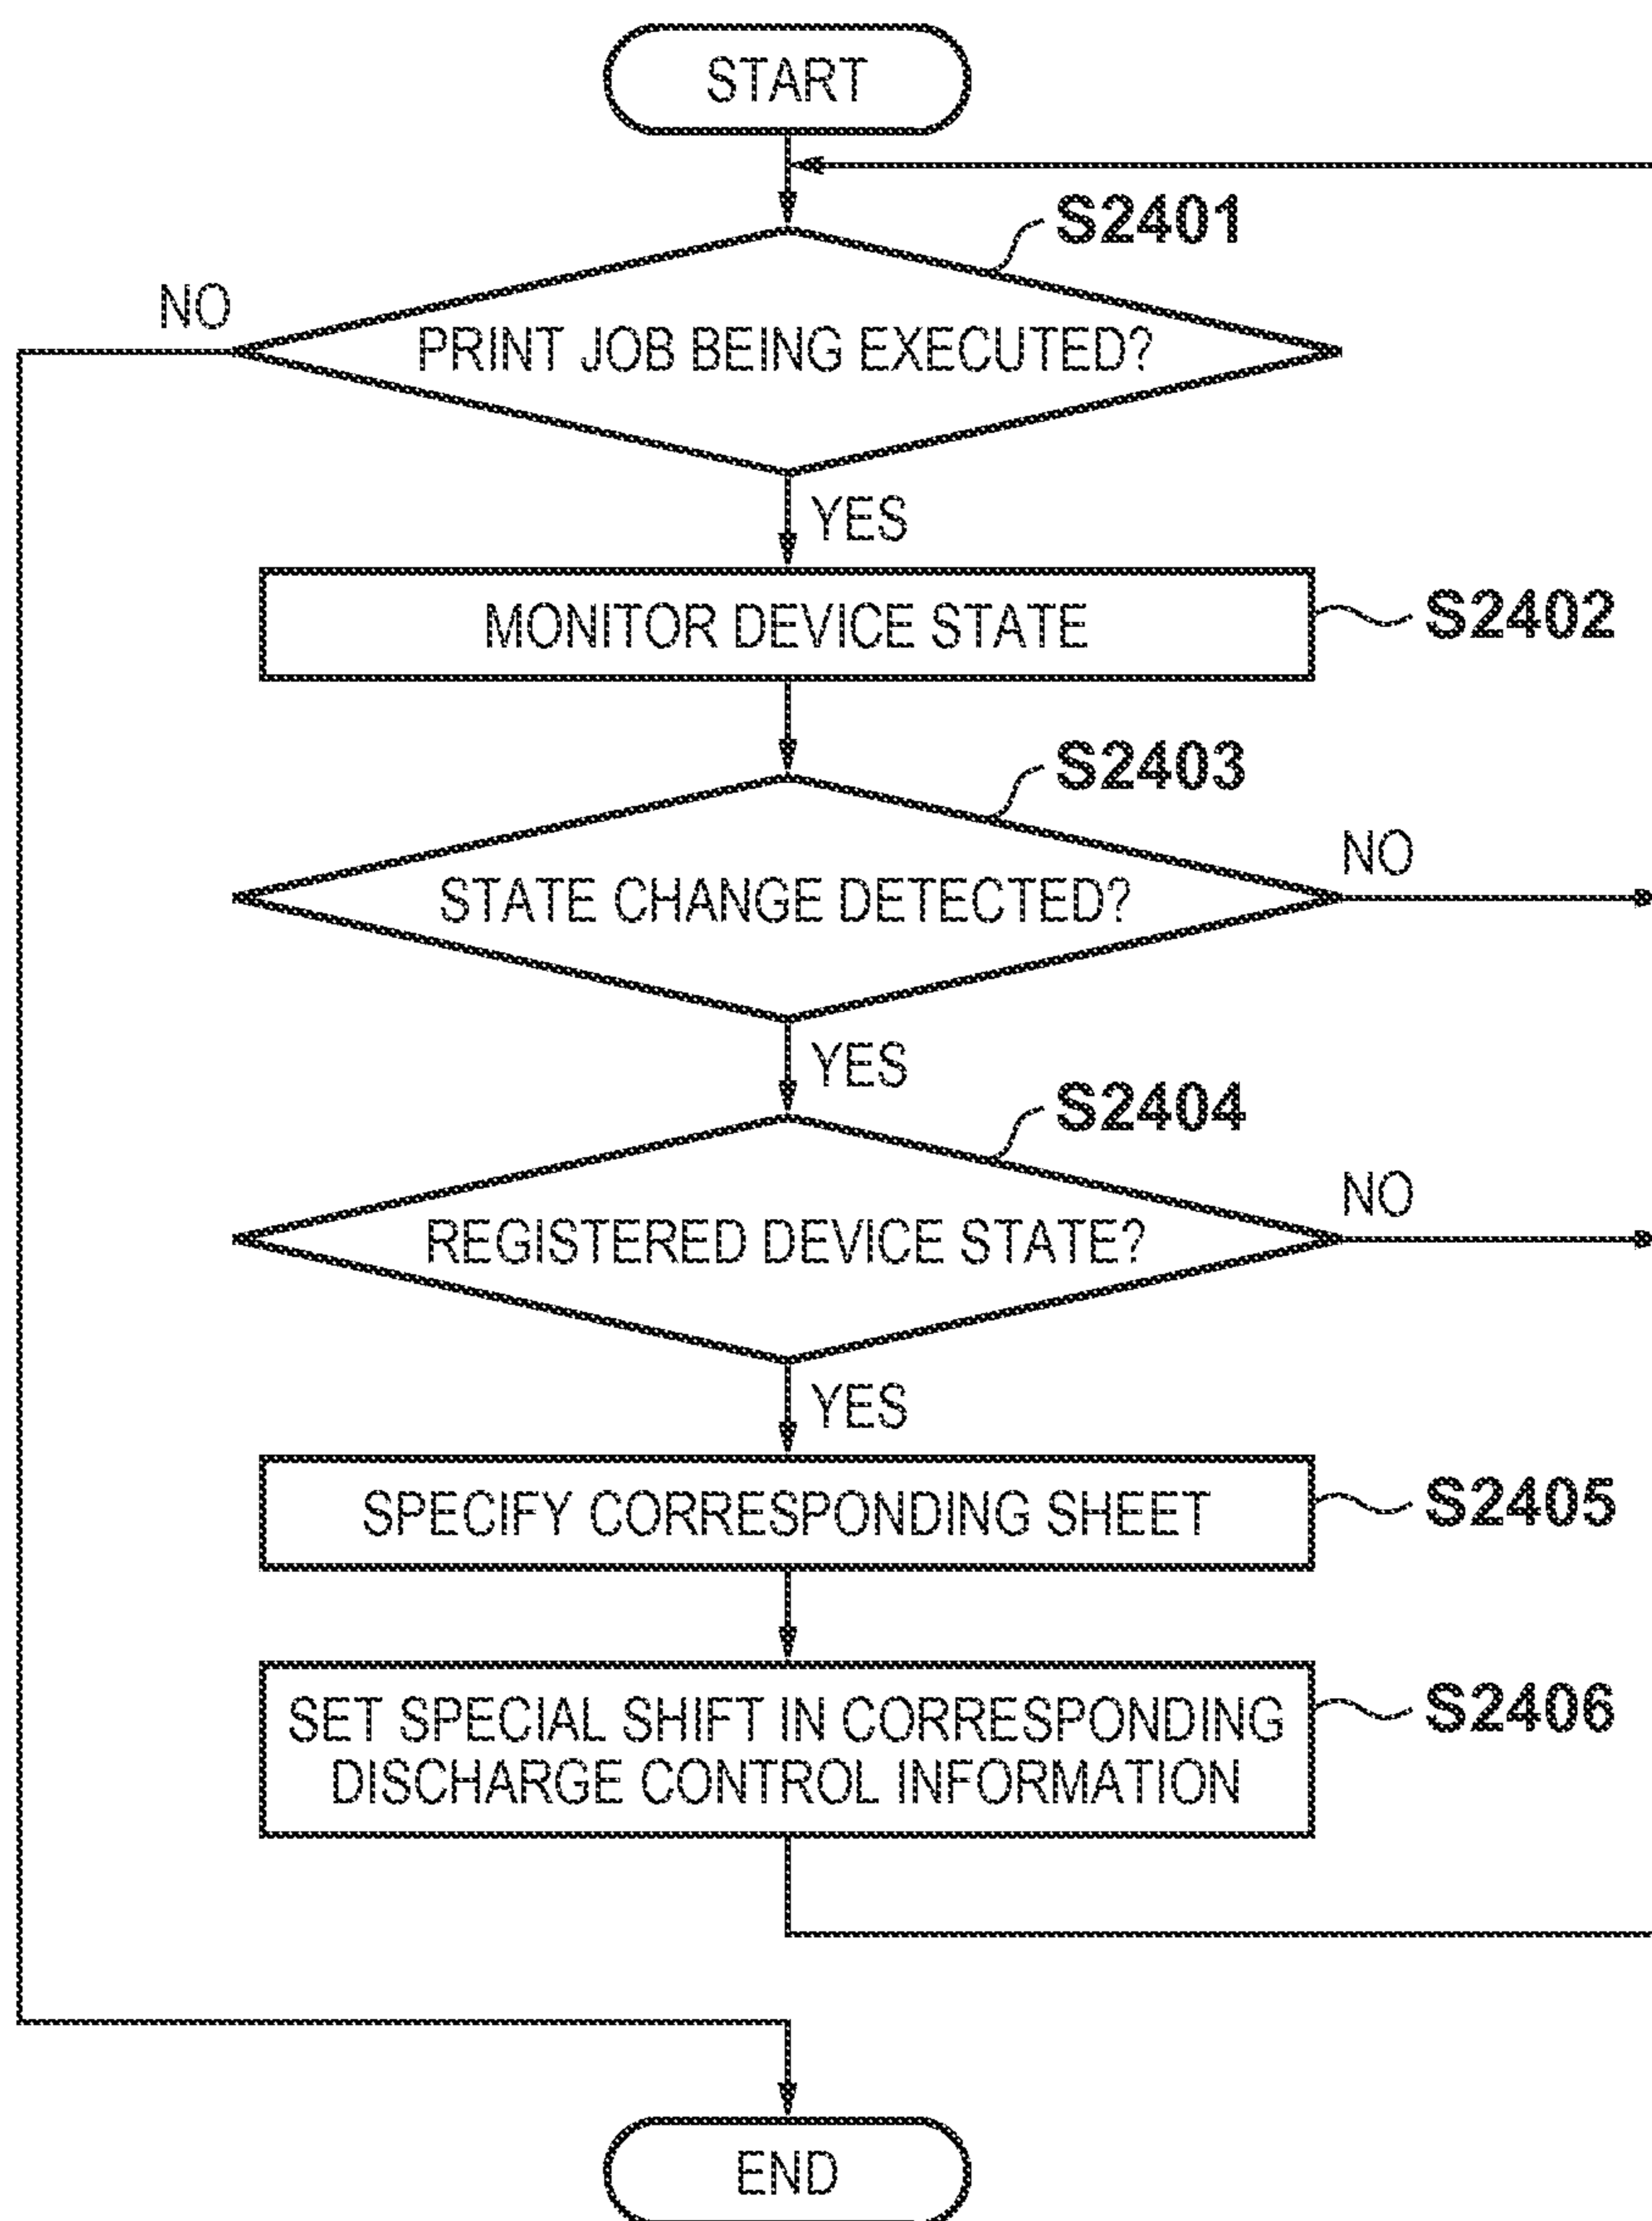 START
S2401
NO
PRINT JOB BEING EXECUTED?
YES
MONITOR DEVICE STATE
S2402
S2403
NO
STATE CHANGE DETECTED?
YES
S2404
NO
REGISTERED DEVICE STATE?
YES
SPECIFY CORRESPONDING SHEET
S2405
SET SPECIAL SHIFT IN CORRESPONDING
DISCHARGE CONTROL INFORMATION
S2406
END